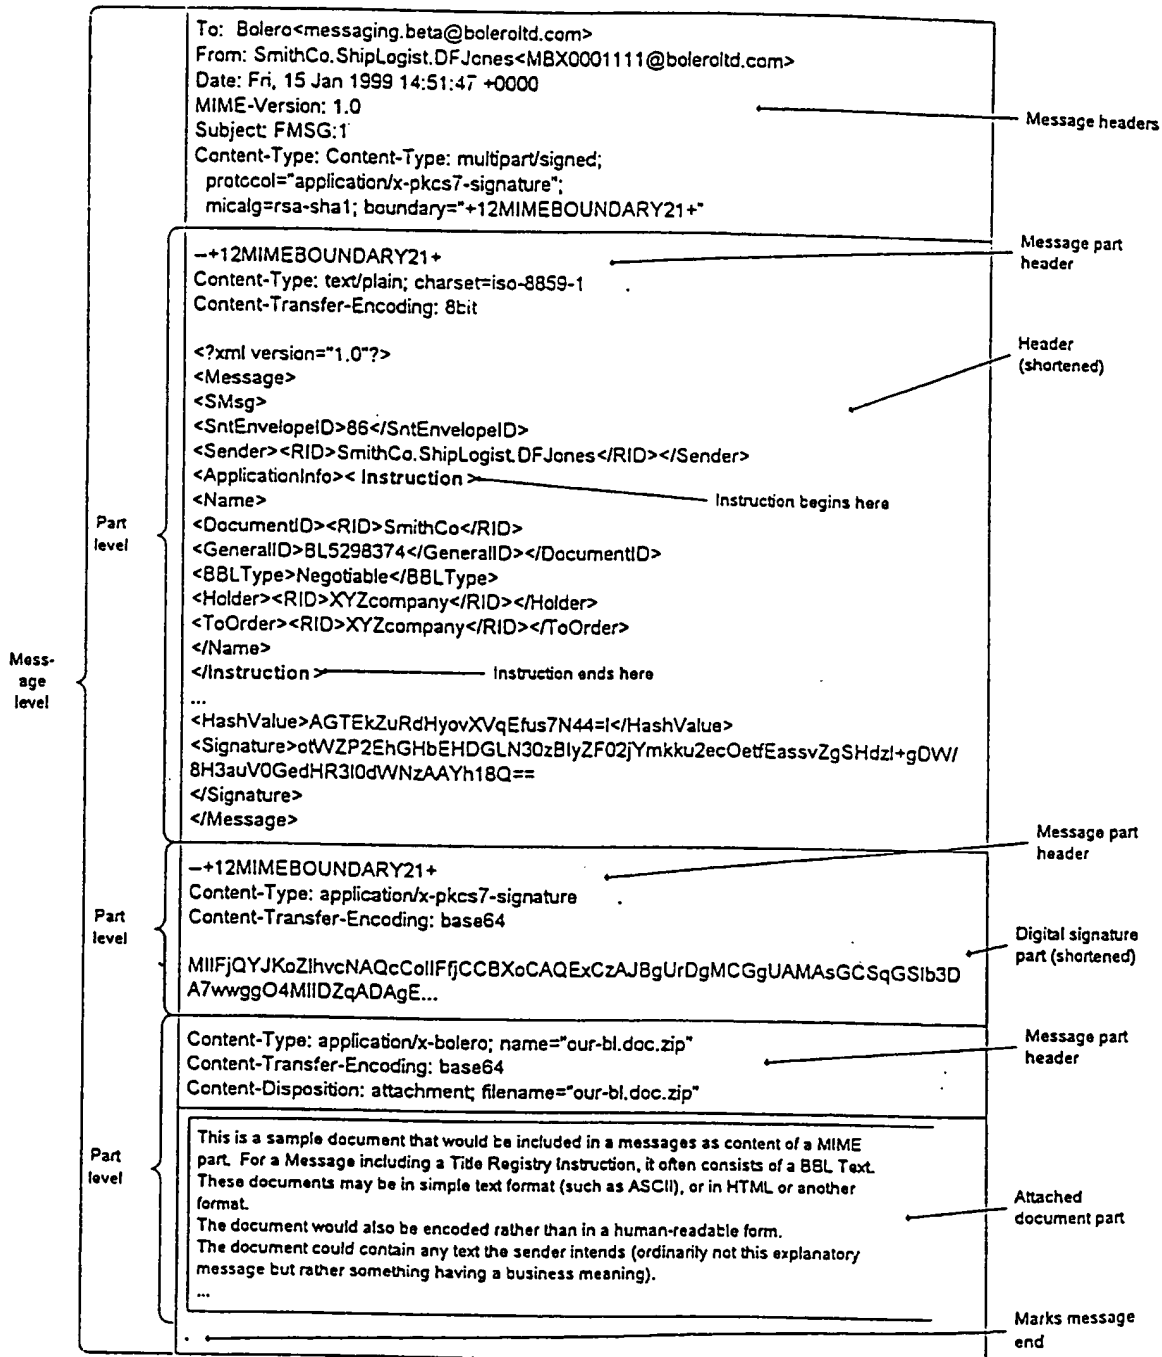 To: Bolero<messaging.beta@boleroltd.com>
From: SmithCo.ShipLogist.DFJones<MBX0001111@boleroltd.com>
Date: Fri, 15 Jan 1999 14:51:47 +0000
MIME-Version: 1.0
Message headers
Subject: FMSG:1
Content-Type: Content-Type: multipart/signed;
protocol="application/x-pkcs7-signature";
micalg=rsa-sha1; boundary="+12MIMEBOUNDARY21+"
Message part
header
–+12MIMEBOUNDARY21+
Content-Type: text/plain; charset=iso-8859-1
Content-Transfer-Encoding: 8bit
Header
(shortened)
<?xml version="1.0"?>
<Message>
<SMsg>
<SntEnvelopeID>86</SntEnvelopeID>
<Sender><RID>SmithCo.ShipLogist.DFJones</RID></Sender>
<ApplicationInfo>< Instruction >
Instruction begins here
<Name>
Part
level
<DocumentID><RID>SmithCo</RID>
<GeneralID>BL5298374</GeneralID></DocumentID>
<BBLType>Negotiable</BBLType>
<Holder><RID>XYZcompany</RID></Holder>
<ToOrder><RID>XYZcompany</RID></ToOrder>
</Name>
Mess-
age
level
</Instruction >
Instruction ends here
...
<HashValue>AGTEkZuRdHyovXVqEfus7N44=I</HashValue>
<Signature>otWZP2EhGHbEHDGLN30zBIyZF02jYmkku2ecOetfEassvZgSHdzI+gDW/
8H3auV0GedHR3I0dWNzAAYh18Q==
</Signature>
</Message>
Message part
header
–+12MIMEBOUNDARY21+
Content-Type: application/x-pkcs7-signature
Content-Transfer-Encoding: base64
Part
level
Digital signature
part (shortened)
MIIFjQYJKoZIhvcNAQcCoIIFfjCCBXoCAQExCzAJBgUrDgMCGgUAMAsGCSqGSIb3D
A7wwggO4MIIDZqADAgE...
Message part
header
Content-Type: application/x-bolero; name="our-bl.doc.zip"
Content-Transfer-Encoding: base64
Content-Disposition: attachment; filename="our-bl.doc.zip"
Part
level
This is a sample document that would be included in a messages as content of a MIME
part. For a Message including a Title Registry Instruction, it often consists of a BBL Text.
These documents may be in simple text format (such as ASCII), or in HTML or another
format.
The document would also be encoded rather than in a human-readable form.
The document could contain any text the sender intends (ordinarily not this explanatory
message but rather something having a business meaning).
...
Attached
document part
.
Marks message
end